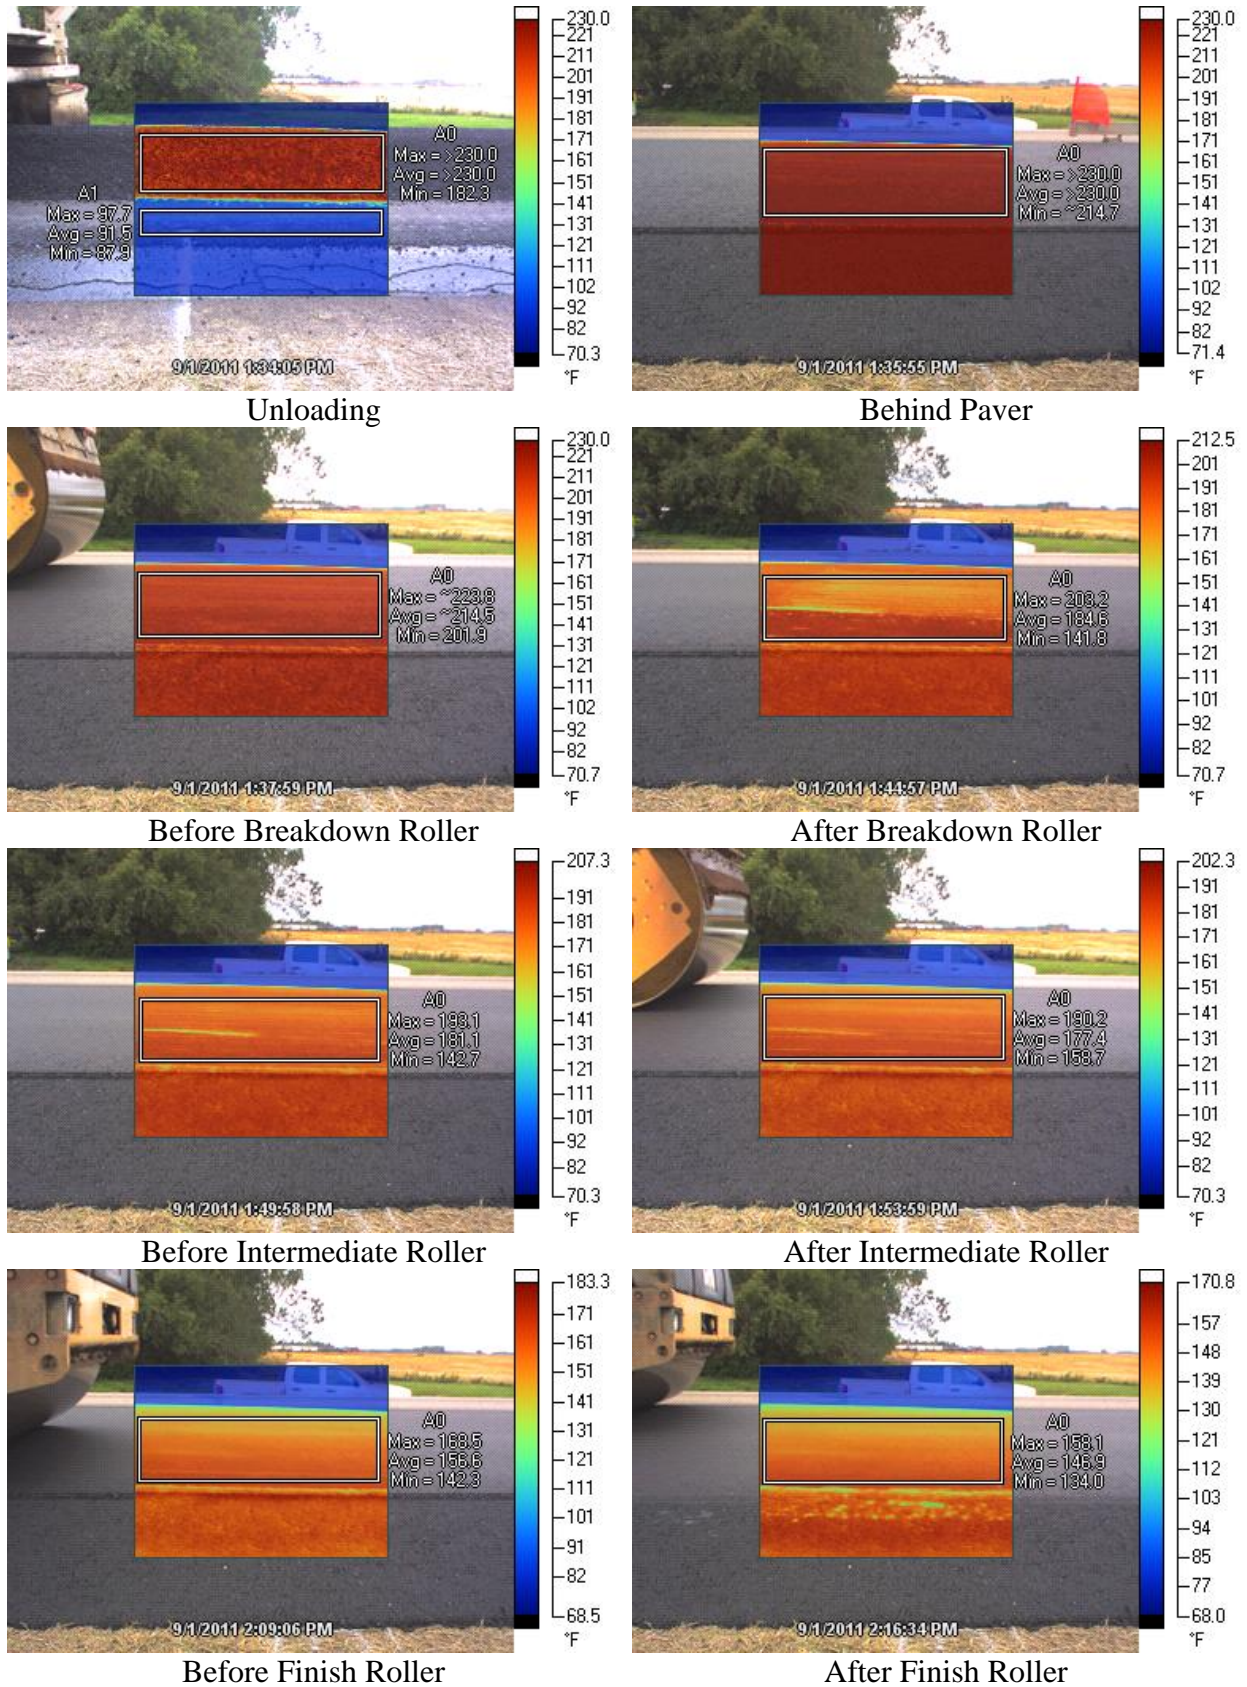 230.0
221
211
201
191
181
171
161
151
141
131
121
111
102
92
82
70.3
°F
A0
Max = >230.0
Avg = >230.0
Min = 182.3
A1
Max = 97.7
Avg = 91.5
Min = 87.9
9/1/2011 1:34:05 PM
Unloading
230.0
221
211
201
191
181
171
161
151
141
131
121
111
102
92
82
71.4
°F
A0
Max = >230.0
Avg = >230.0
Min = ~214.7
9/1/2011 1:35:55 PM
Behind Paver
230.0
221
211
201
191
181
171
161
151
141
131
121
111
102
92
82
70.7
°F
A0
Max = ~223.8
Avg = ~214.5
Min = 201.9
9/1/2011 1:37:59 PM
Before Breakdown Roller
212.5
201
191
181
171
161
151
141
131
121
111
101
92
82
70.7
°F
A0
Max = 203.2
Avg = 184.6
Min = 141.8
9/1/2011 1:44:57 PM
After Breakdown Roller
207.3
191
181
171
161
151
141
131
121
111
101
92
82
70.3
°F
A0
Max = 193.1
Avg = 181.1
Min = 142.7
9/1/2011 1:49:58 PM
Before Intermediate Roller
202.3
191
181
171
161
151
141
131
121
111
101
92
82
70.3
°F
A0
Max = 190.2
Avg = 177.4
Min = 158.7
9/1/2011 1:53:59 PM
After Intermediate Roller
183.3
171
161
151
141
131
121
111
101
91
82
68.5
°F
A0
Max = 168.5
Avg = 156.6
Min = 142.3
9/1/2011 2:09:06 PM
Before Finish Roller
170.8
157
148
139
130
121
112
103
94
85
77
68.0
°F
A0
Max = 158.1
Avg = 146.9
Min = 134.0
9/1/2011 2:16:34 PM
After Finish Roller